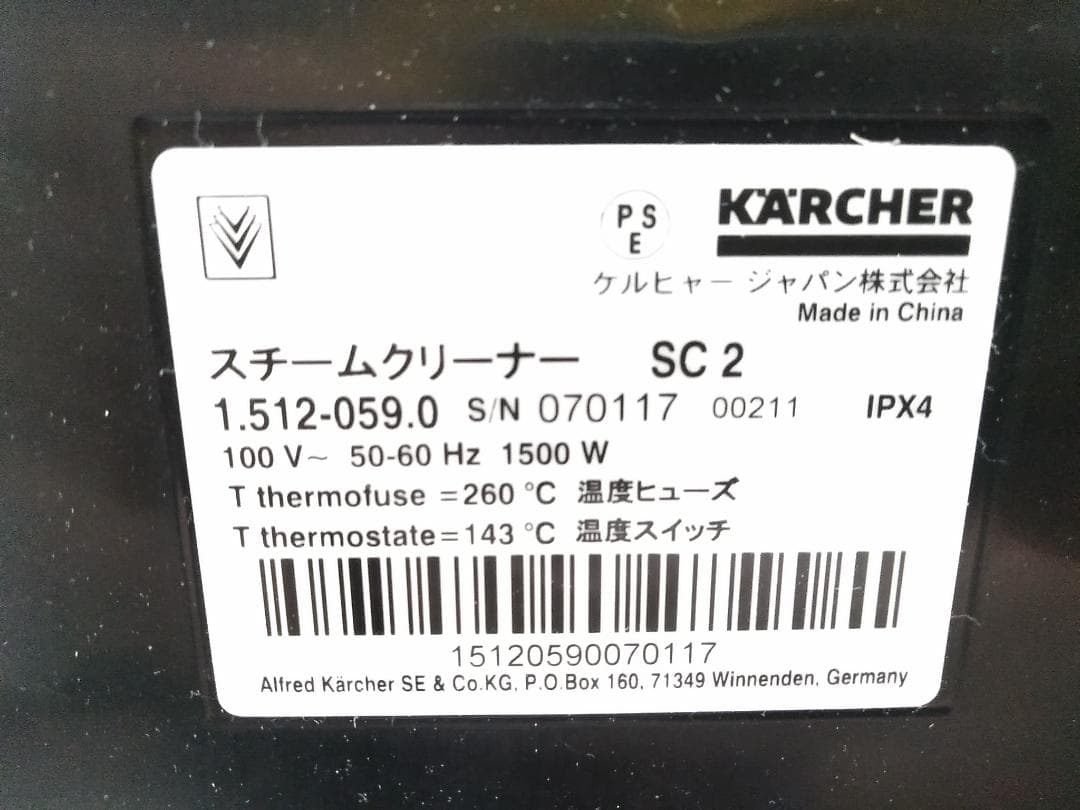 P S
E
KÄRCHER
ケルヒャー ジャパン株式会社
Made in China
スチームクリーナー SC 2
1.512-059.0 S/N 070117 00211 IPX4
100 V~ 50-60 Hz 1500 W
T thermofuse =260 °C 温度ヒューズ
T thermostate=143 °C 温度スイッチ
15120590070117
Alfred Kärcher SE & Co.KG, P.O.Box 160, 71349 Winnenden, Germany